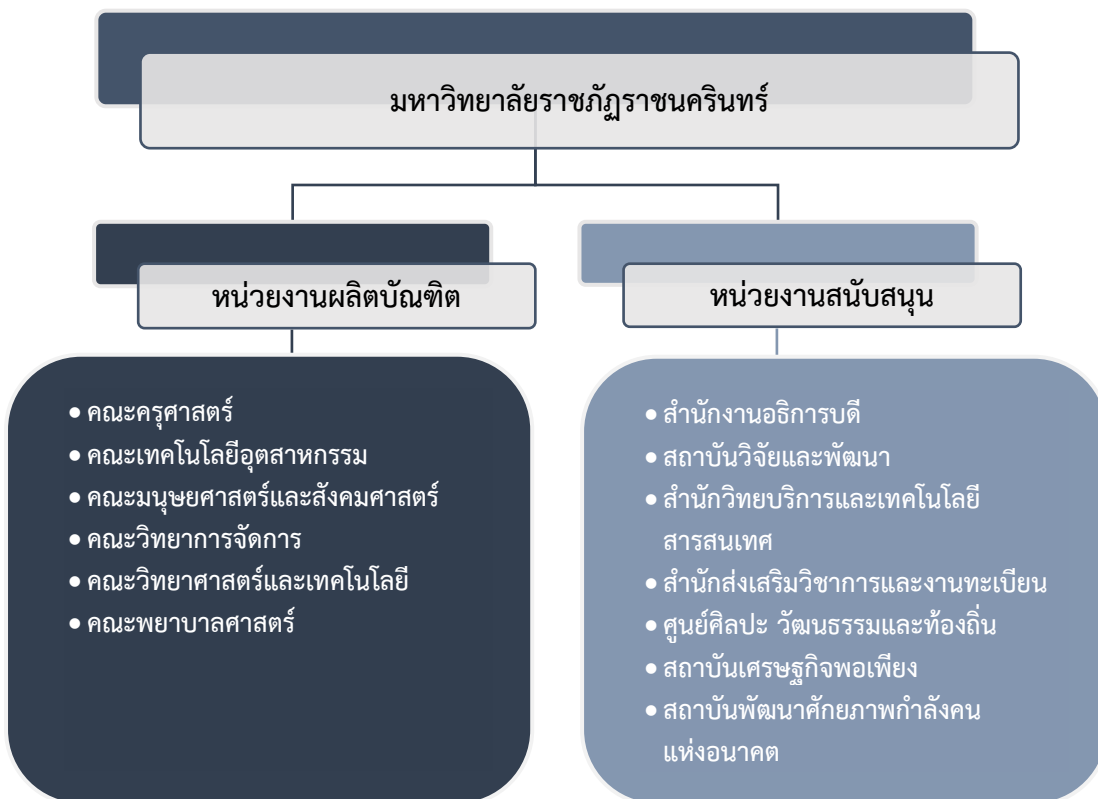 มหาวิทยาลัยราชภัฏราชนครินทร์
หน่วยงานผลิตบัณฑิต
หน่วยงานสนับสนุน
• คณะครุศาสตร์
• คณะเทคโนโลยีอุตสาหกรรม
• คณะมนุษยศาสตร์และสังคมศาสตร์
• คณะวิทยาการจัดการ
• คณะวิทยาศาสตร์และเทคโนโลยี
• คณะพยาบาลศาสตร์
• สำนักงานอธิการบดี
• สถาบันวิจัยและพัฒนา
• สำนักวิทยบริการและเทคโนโลยี
สารสนเทศ
• สำนักส่งเสริมวิชาการและงานทะเบียน
• ศูนย์ศิลปะ วัฒนธรรมและท้องถิ่น
• สถาบันเศรษฐกิจพอเพียง
• สถาบันพัฒนาศักยภาพกำลังคน
แห่งอนาคต